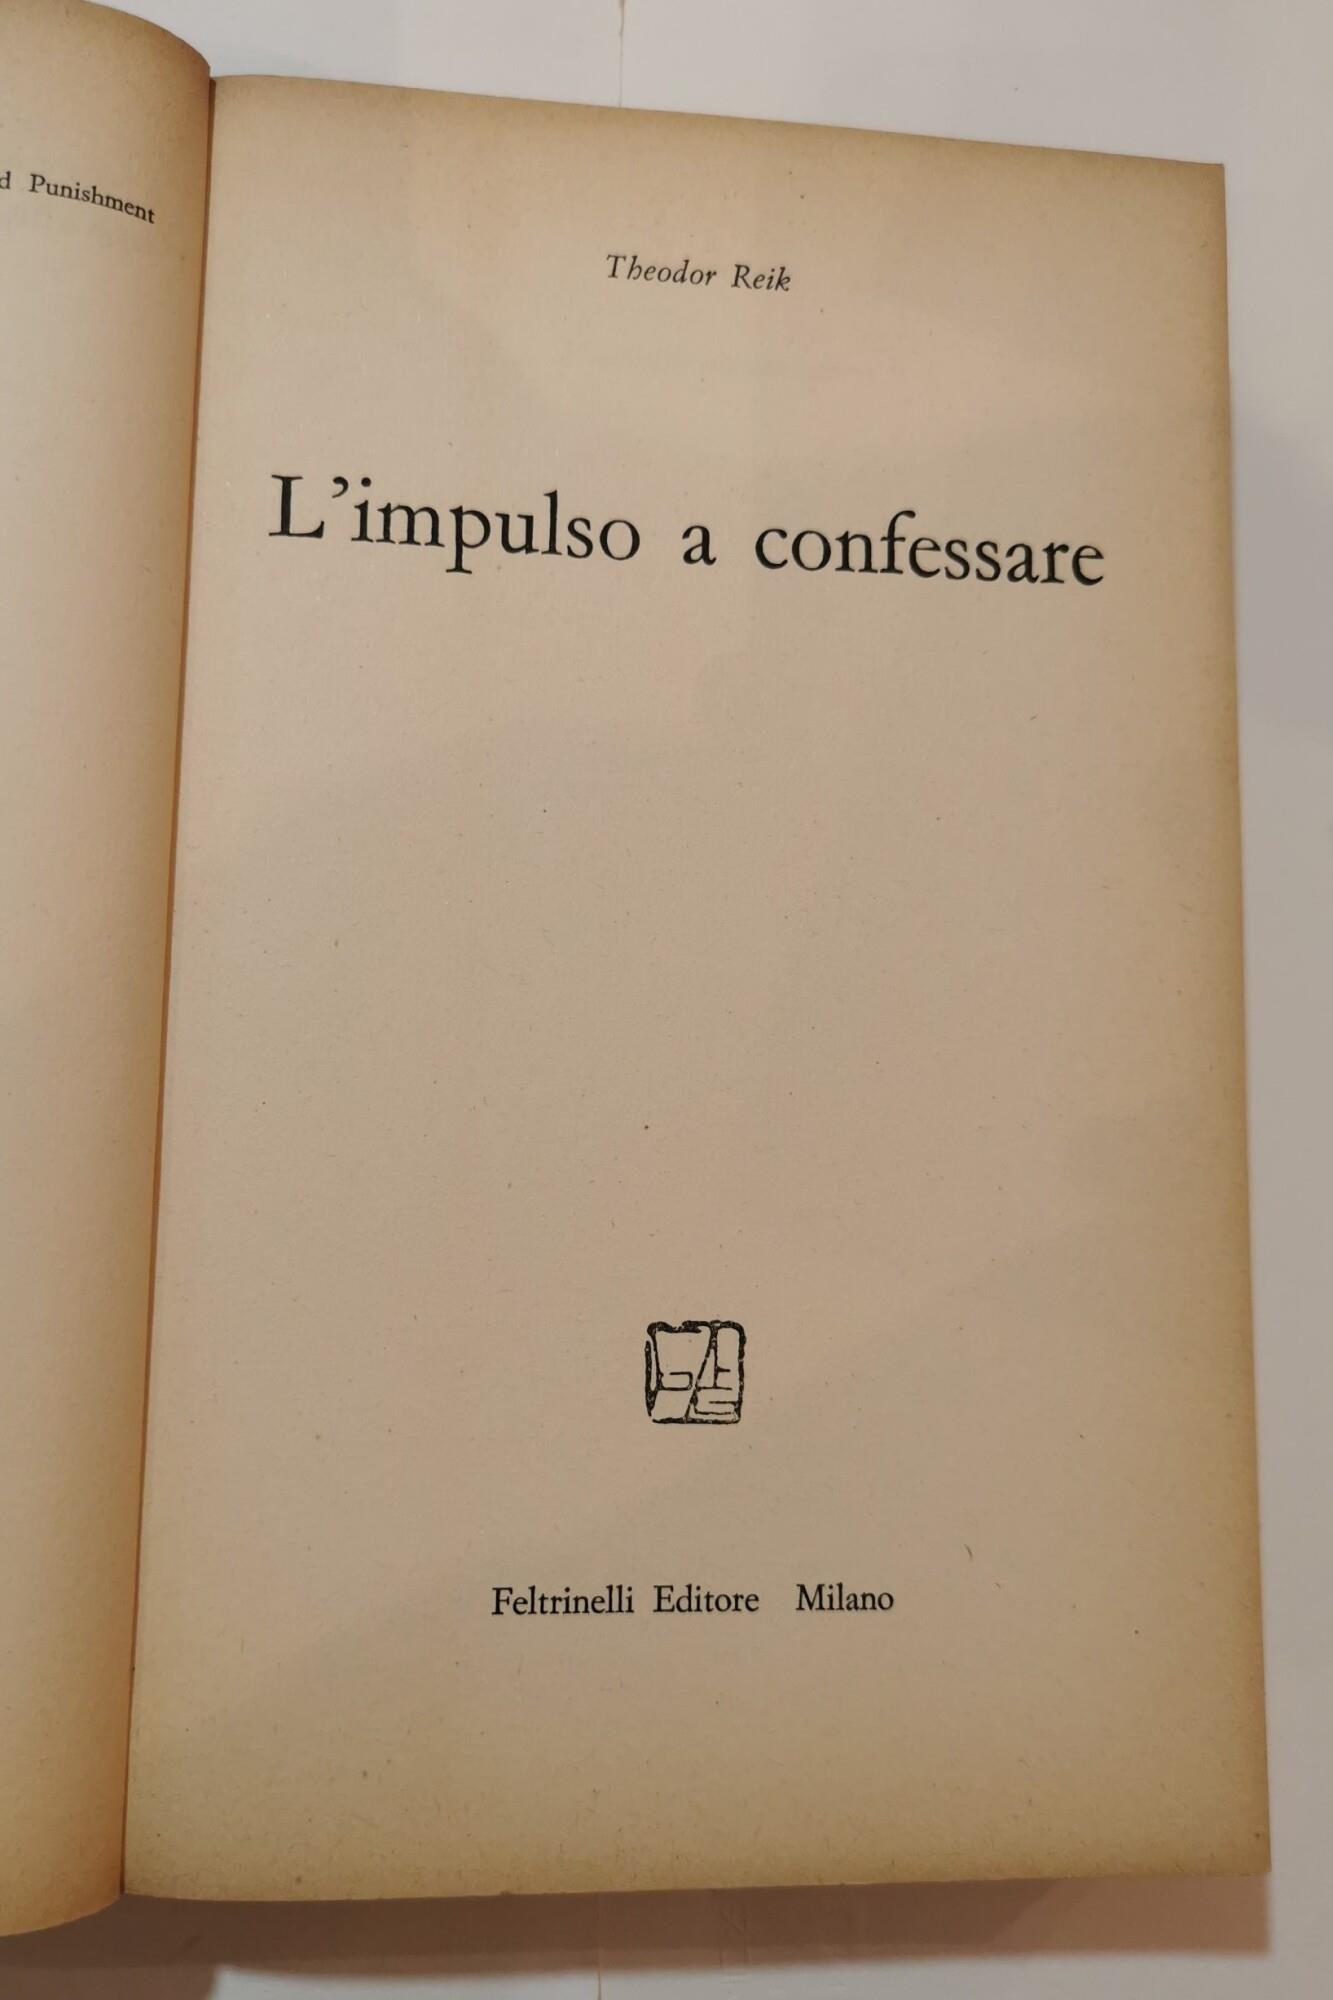 d Punishment
Theodor Reik
L'impulso a confessare
Feltrinelli Editore Milano